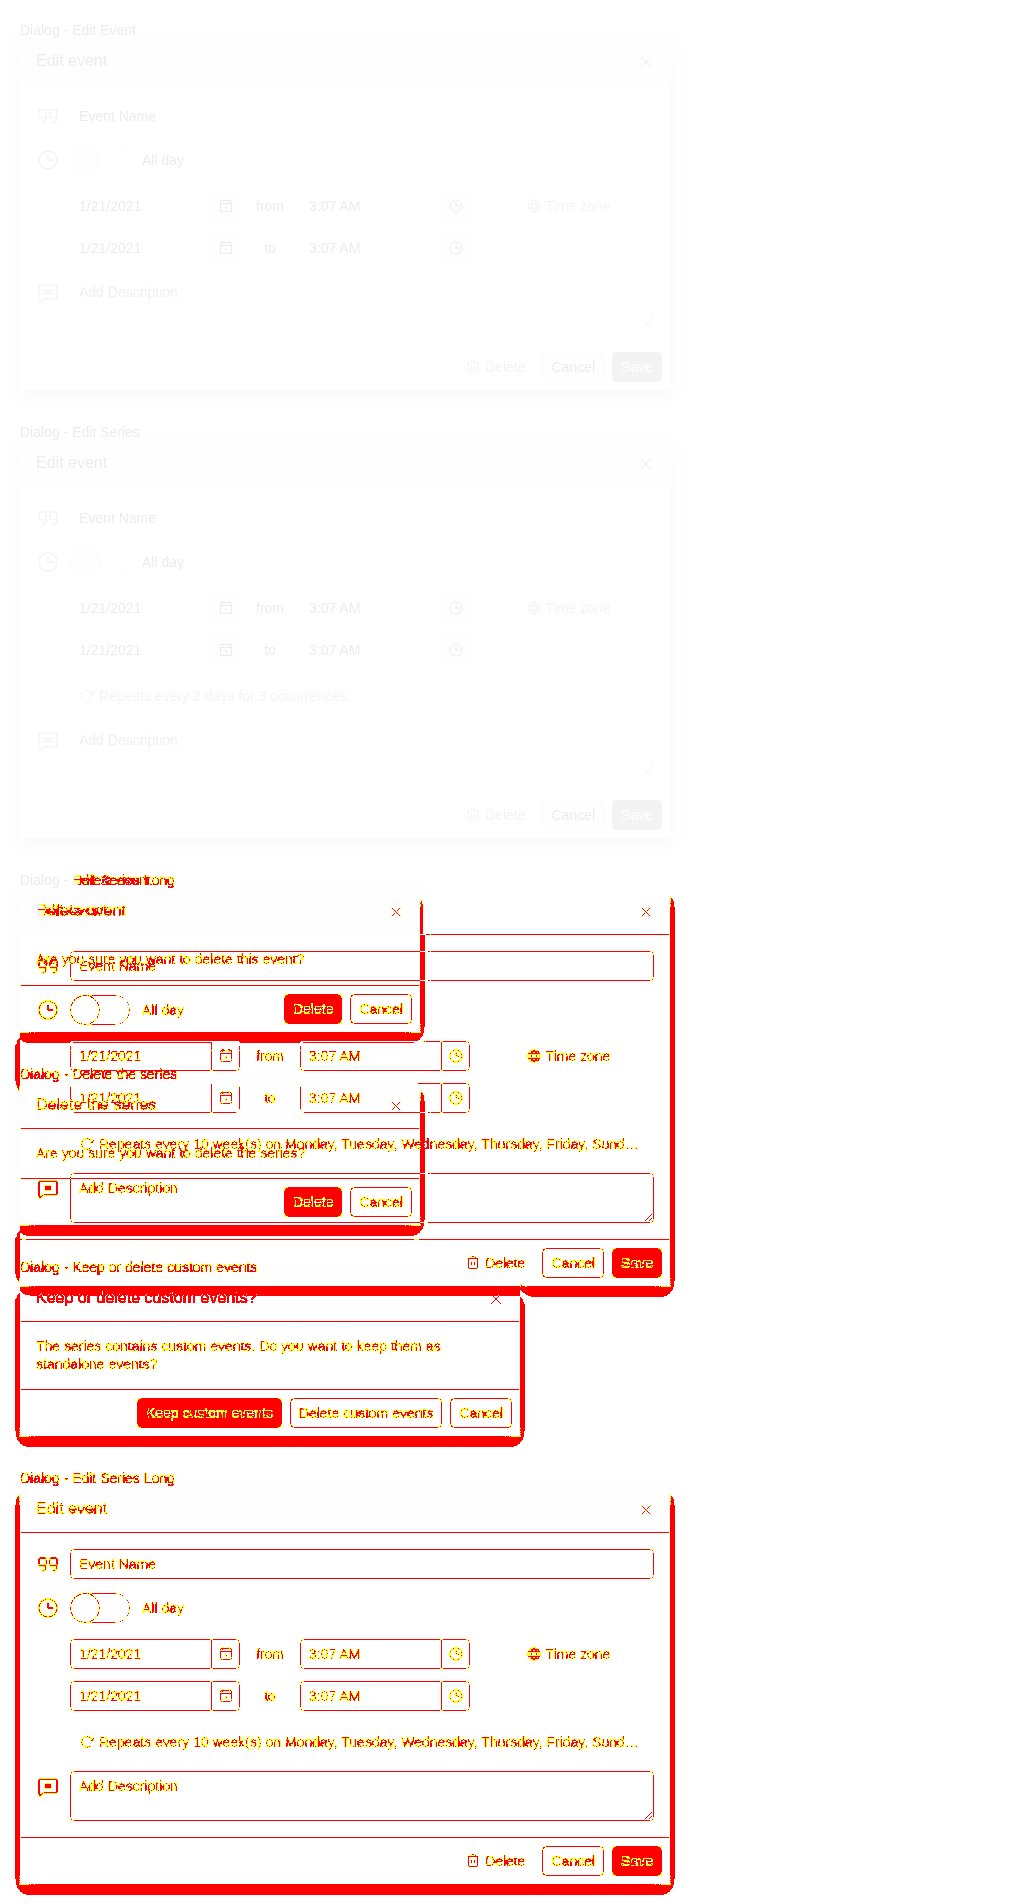 Dialog - Edit Event
Edit event
Event Name
All day
1/21/2021 from 3:07 AM Time zone
1/21/2021 to 3:07 AM
Add Description
Delete Cancel Save
Dialog - Edit Series
Edit event
Event Name
All day
1/21/2021 from 3:07 AM Time zone
1/21/2021 to 3:07 AM
Repeats every 2 days for 3 occurrences
Add Description
Delete Cancel Save
Dialog -
Are you sure you want to delete this event?
Event Name
All day Delete Cancel
1/21/2021 from 3:07 AM Time zone
Dialog - Delete the series
1/21/2021 to 3:07 AM
Delete the series
Repeats every 10 week(s) on Monday, Tuesday, Wednesday, Thursday, Friday, Sund...
Are you sure you want to delete the series?
Add Description
Delete Cancel
Dialog - Keep or delete custom events Delete Cancel Save
Keep or delete custom events?
The series contains custom events. Do you want to keep them as
standalone events?
Keep custom events Delete custom events Cancel
Dialog - Edit Series Long
Edit event
Event Name
All day
1/21/2021 from 3:07 AM Time zone
1/21/2021 to 3:07 AM
Repeats every 10 week(s) on Monday, Tuesday, Wednesday, Thursday, Friday, Sund...
Add Description
Delete Cancel Save